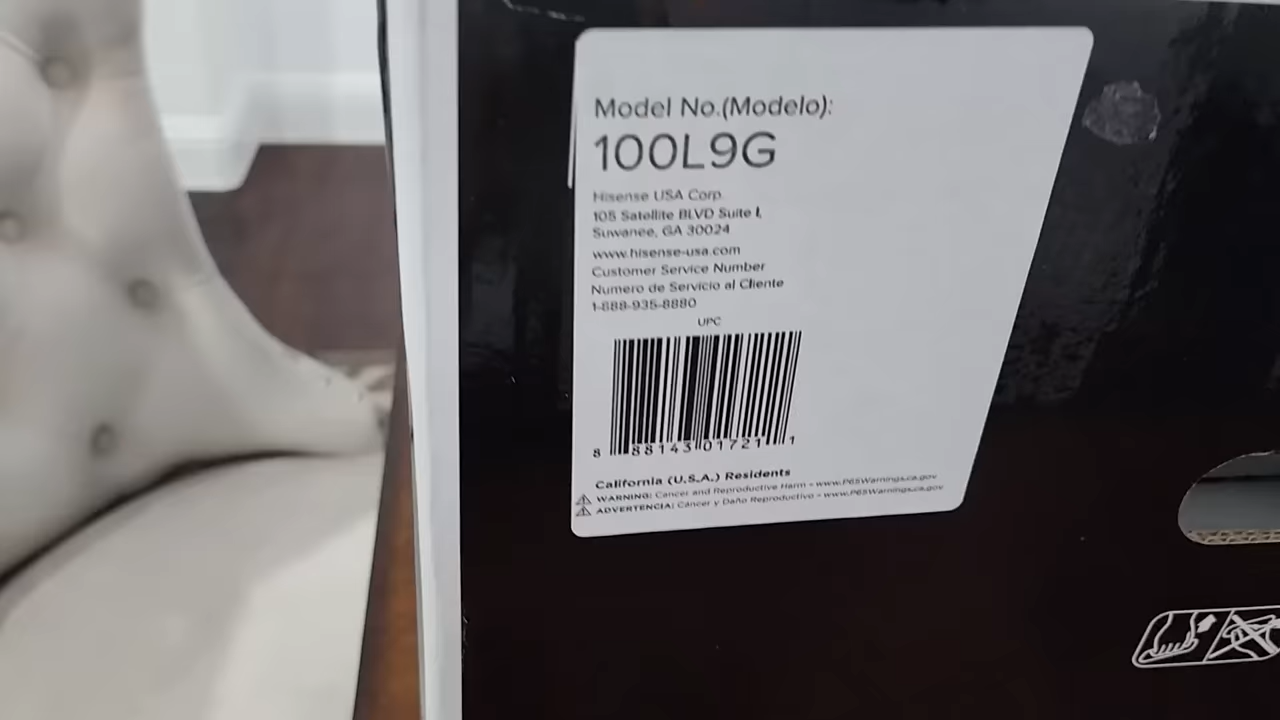 Model No.(Modelo):
100L9G
Hisense USA Corp.
105 Satellite BLVD Suite I,
Suwanee, GA 30024
www.hisense-usa.com
Customer Service Number
Numero de Servicio al Cliente
1-888-935-8880
UPC
8 88143 01721 1
California (U.S.A.) Residents
WARNING: Cancer and Reproductive Harm - www.P65Warnings.ca.gov
ADVERTENCIA: Cáncer y Daño Reproductivo - www.P65Warnings.ca.gov